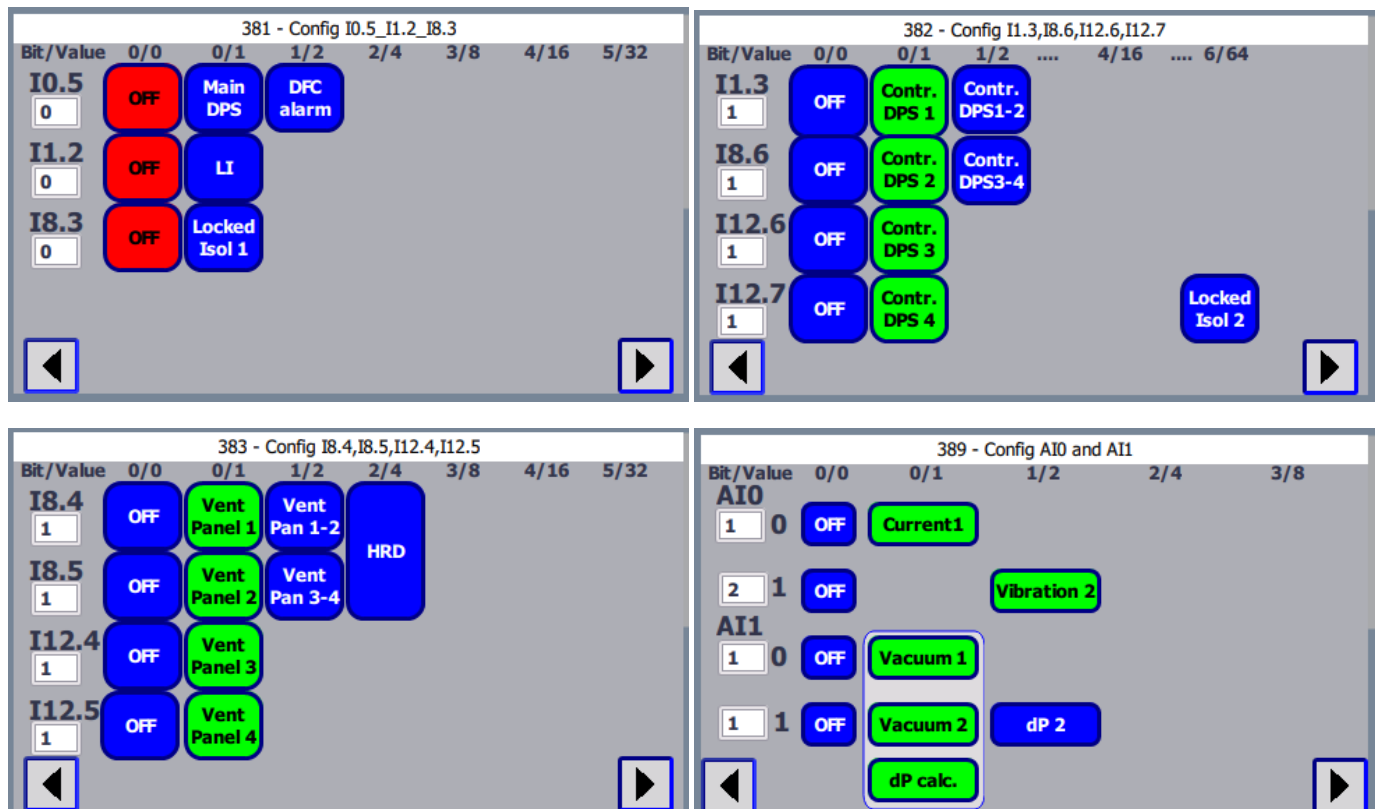 381 - Config I0.5_I1.2_I8.3
Bit/Value 0/0 0/1 1/2 2/4 3/8 4/16 5/32
I0.5
0
OFF
Main
DPS
DFC
alarm
I1.2
0
OFF
LI
I8.3
0
OFF
Locked
Isol 1
382 - Config I1.3,I8.6,I12.6,I12.7
Bit/Value 0/0 0/1 1/2 .... 4/16 .... 6/64
I1.3
1
OFF
Contr.
DPS 1
Contr.
DPS1-2
I8.6
1
OFF
Contr.
DPS 2
Contr.
DPS3-4
I12.6
1
OFF
Contr.
DPS 3
I12.7
1
OFF
Contr.
DPS 4
Locked
Isol 2
383 - Config I8.4,I8.5,I12.4,I12.5
Bit/Value 0/0 0/1 1/2 2/4 3/8 4/16 5/32
I8.4
1
OFF
Vent
Panel 1
Vent
Pan 1-2
HRD
I8.5
1
OFF
Vent
Panel 2
Vent
Pan 3-4
I12.4
1
OFF
Vent
Panel 3
I12.5
1
OFF
Vent
Panel 4
389 - Config AI0 and AI1
Bit/Value 0/0 0/1 1/2 2/4 3/8
AI0
1 0 OFF Current1
2 1 OFF Vibration 2
AI1
1 0 OFF Vacuum 1
1 1 OFF Vacuum 2 dP 2
dP calc.